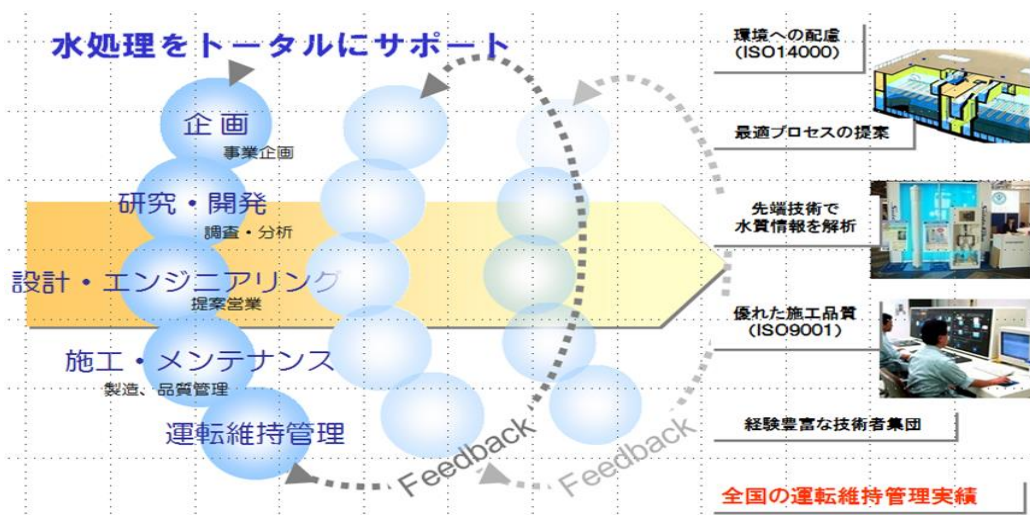 水処理をトータルにサポート
企画
事業企画
研究・開発
調査・分析
設計・エンジニアリング
提案営業
施工・メンテナンス
製造、品質管理
運転維持管理
Feedback
Feedback
環境への配慮
(ISO14000)
最適プロセスの提案
先端技術で
水質情報を解析
優れた施工品質
(ISO9001)
経験豊富な技術者集団
全国の運転維持管理実績